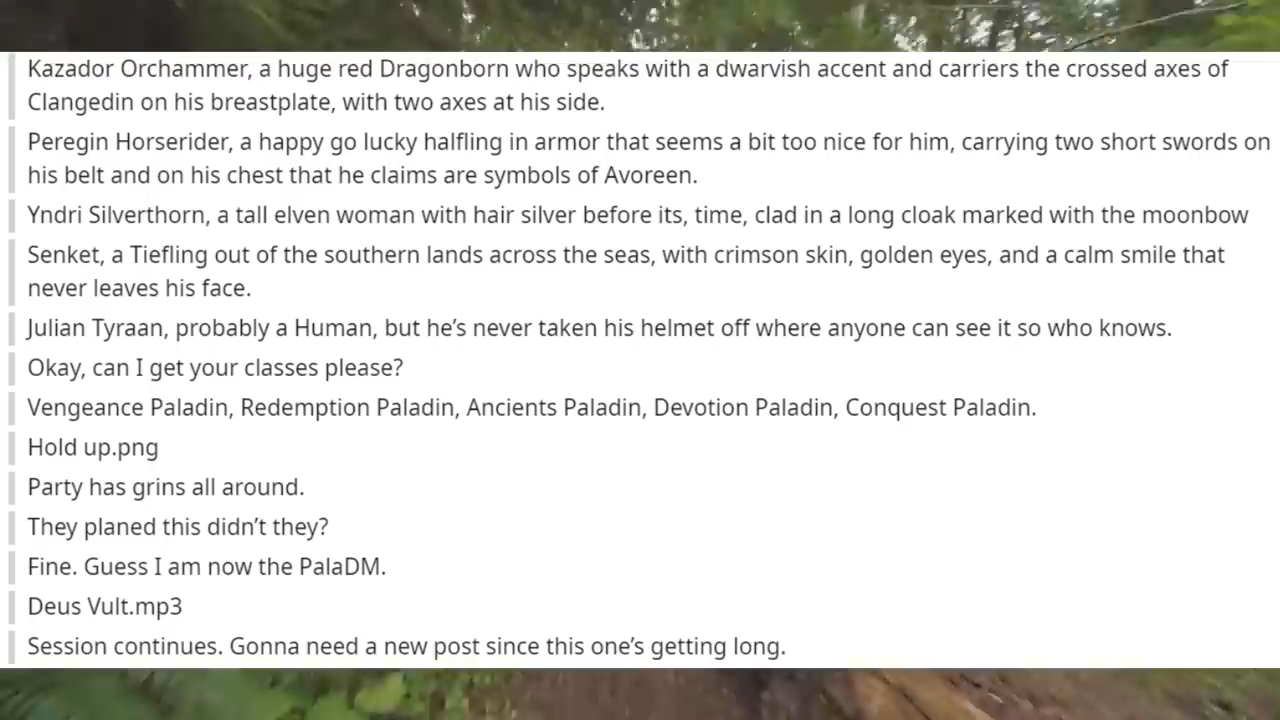 Kazador Orchammer, a huge red Dragonborn who speaks with a dwarvish accent and carriers the crossed axes of
Clangedin on his breastplate, with two axes at his side.
Peregin Horserider, a happy go lucky halfling in armor that seems a bit too nice for him, carrying two short swords on
his belt and on his chest that he claims are symbols of Avoreen.
Yndri Silverthorn, a tall elven woman with hair silver before its, time, clad in a long cloak marked with the moonbow
Senket, a Tiefling out of the southern lands across the seas, with crimson skin, golden eyes, and a calm smile that
never leaves his face.
Julian Tyraan, probably a Human, but he’s never taken his helmet off where anyone can see it so who knows.
Okay, can I get your classes please?
Vengeance Paladin, Redemption Paladin, Ancients Paladin, Devotion Paladin, Conquest Paladin.
Hold up.png
Party has grins all around.
They planed this didn’t they?
Fine. Guess I am now the PalaDM.
Deus Vult.mp3
Session continues. Gonna need a new post since this one’s getting long.